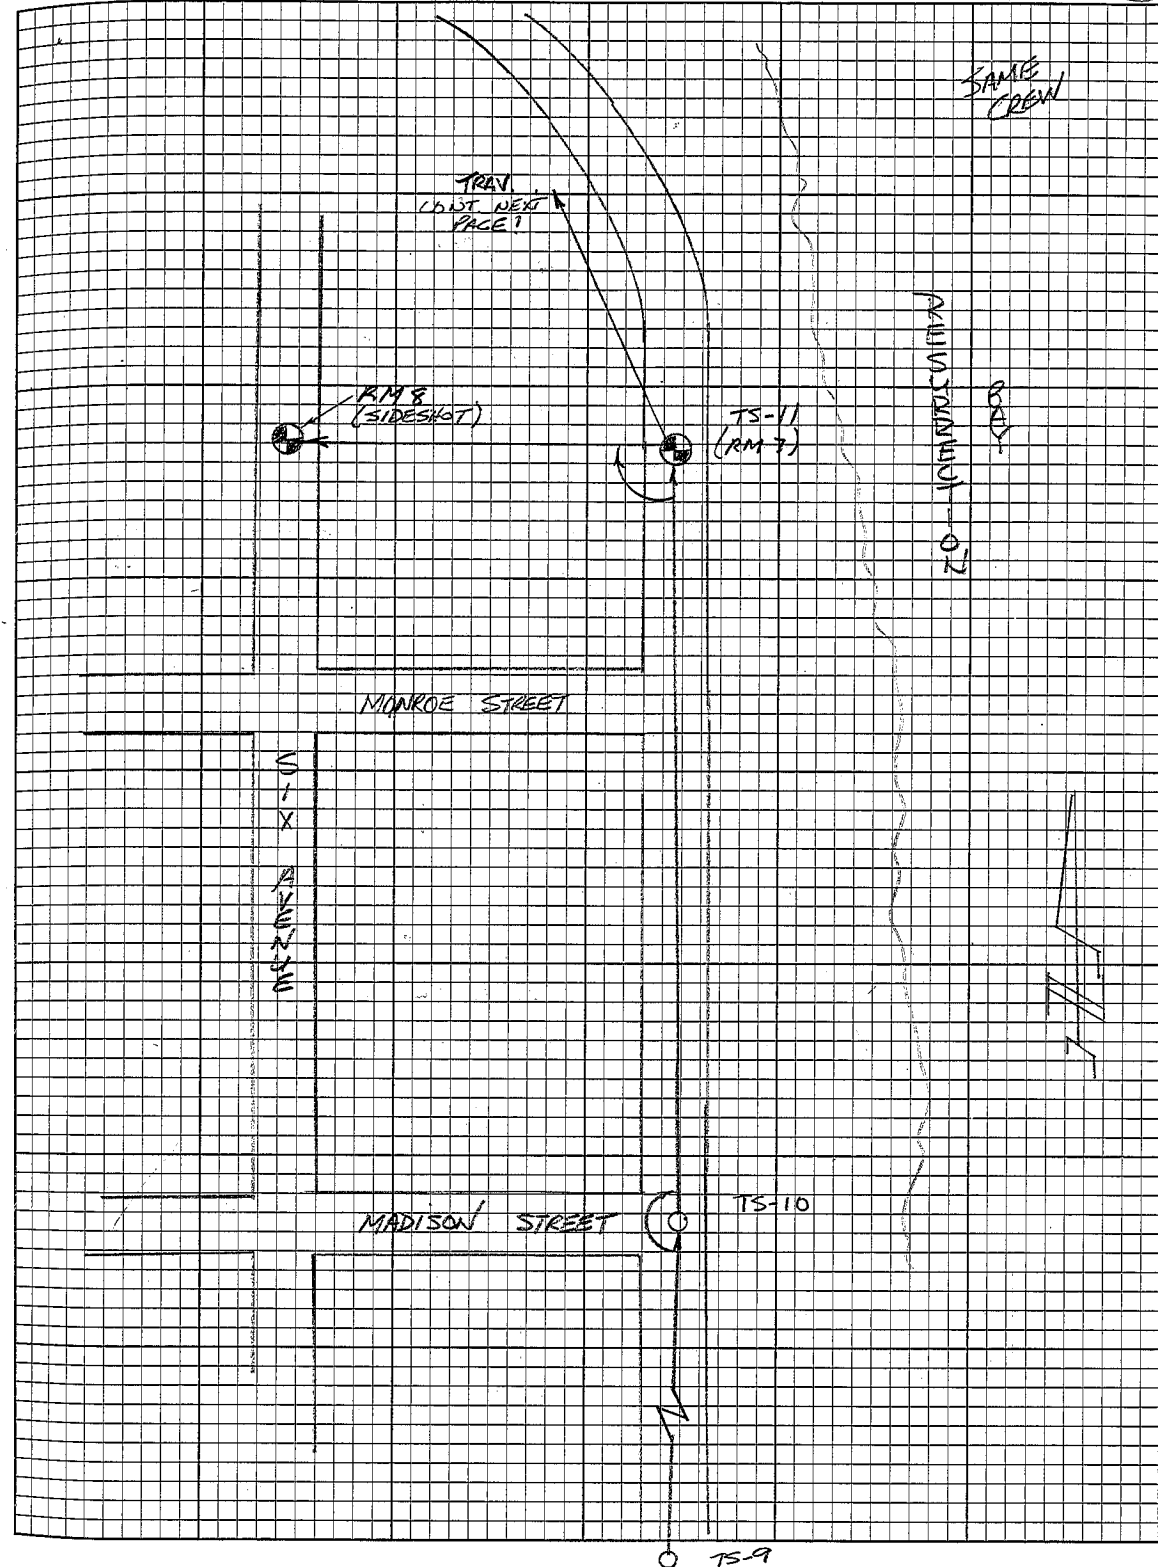 SAME
CREW
TRAV.
CONT. NEXT
PAGE!
RM 8
(SIDESHOT)
TS-11
(RM-7)
BAY
MONROE STREET
SIX AVENUE
TS-10
MADISON STREET
TS-9